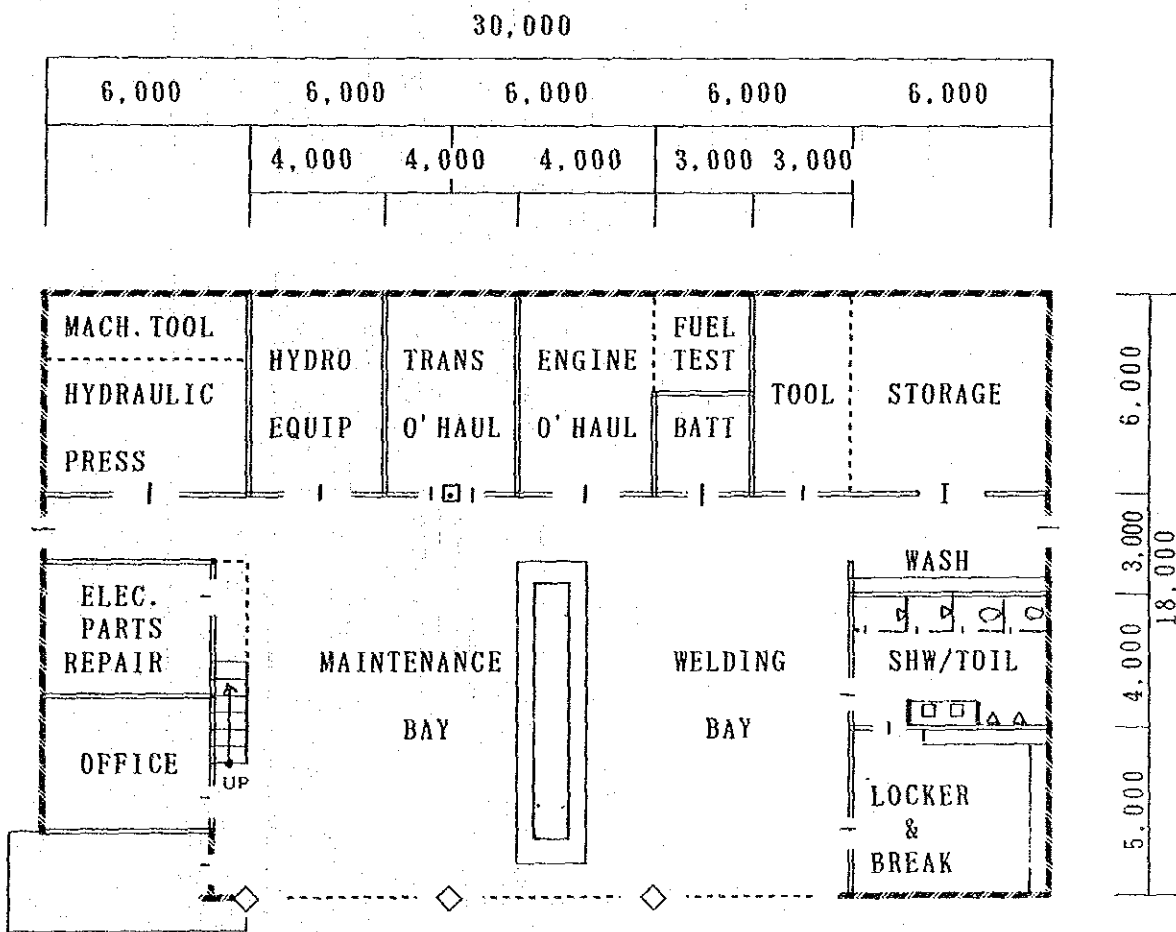 30,000
6,000 6,000 6,000 6,000 6.000
4,000 4,000 4,000 3,000 3,000
MACH. TOOL
HYDRAULIC
PRESS
HYDRO
EQUIP
TRANS
O'HAUL
ENGINE
O'HAUL
FUEL
TEST
BATT
TOOL
STORAGE
6,000
3.000
18,000
4,000
5,000
WASH
ELEC.
PARTS
REPAIR
MAINTENANCE
BAY
WELDING
BAY
SHW/TOIL
OFFICE
UP
LOCKER
&
BREAK